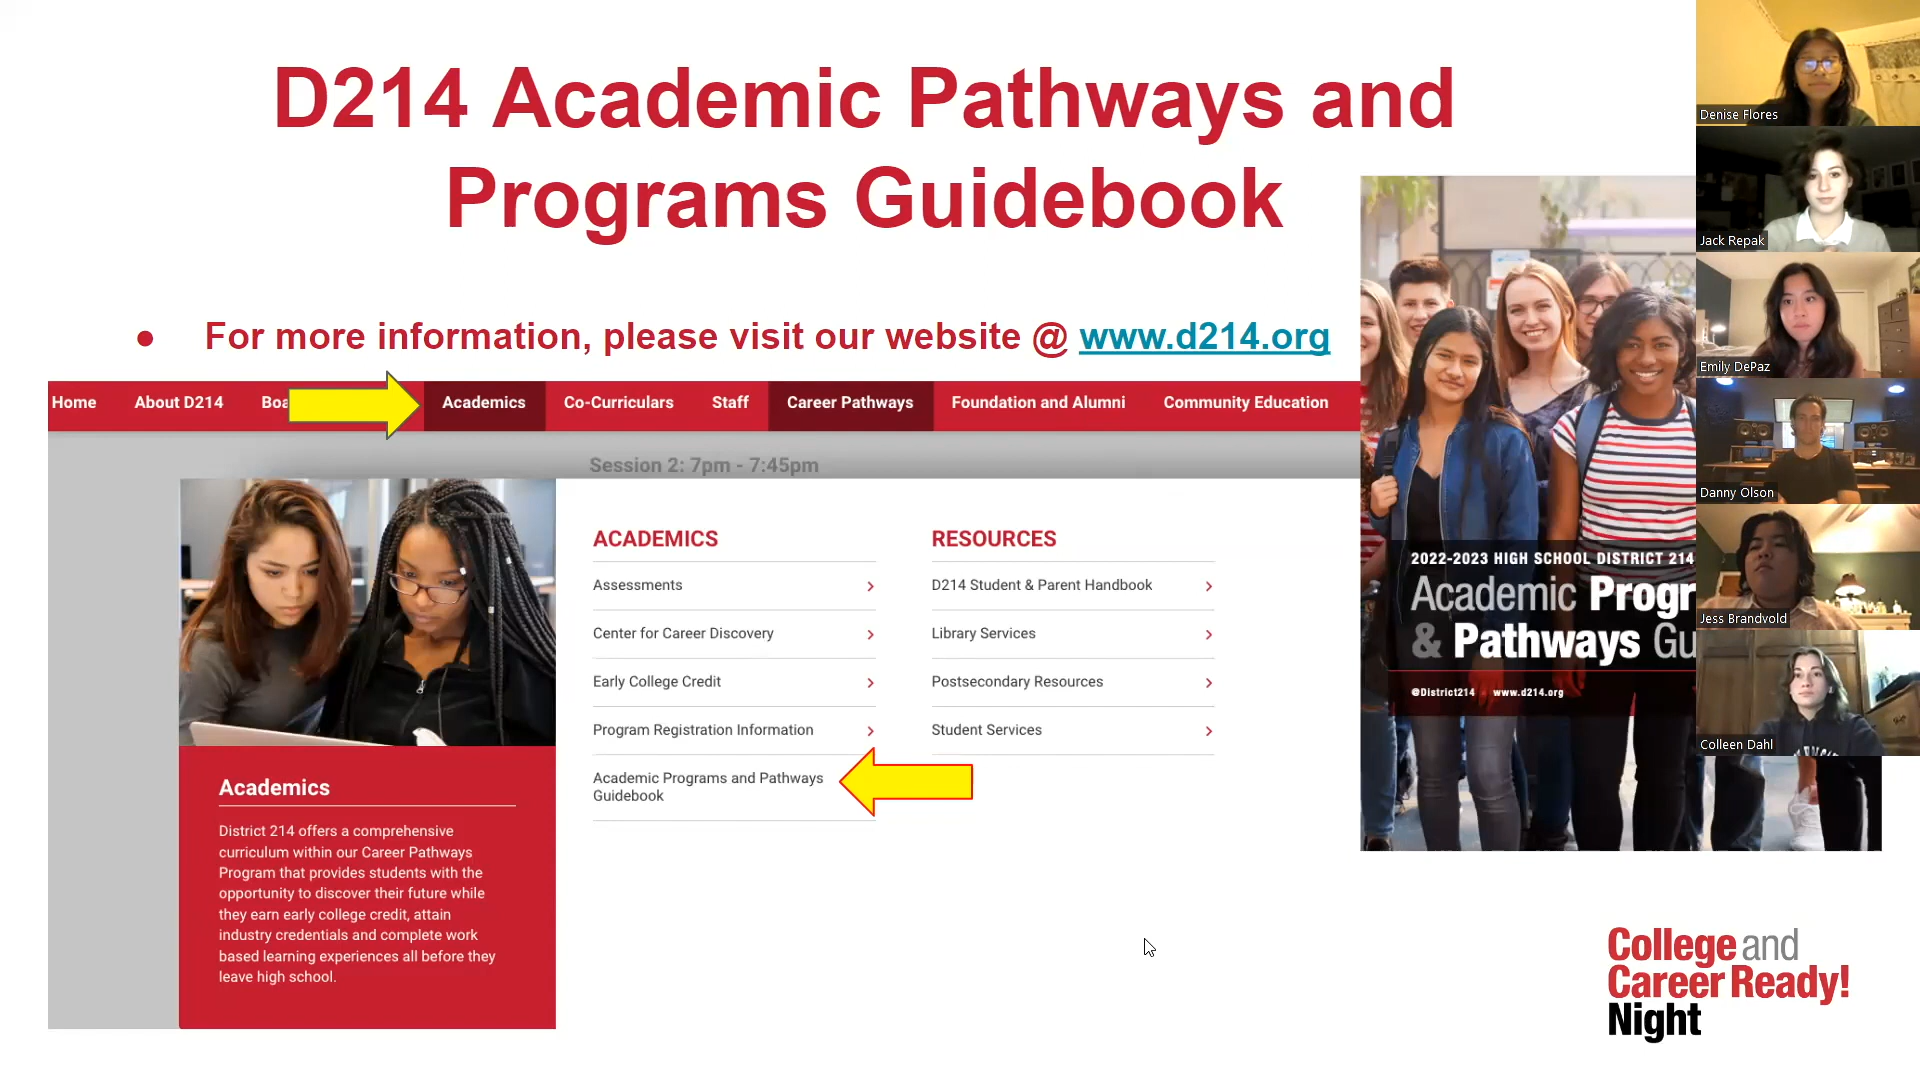 D214 Academic Pathways and
Programs Guidebook
● For more information, please visit our website @ www.d214.org
Home About D214 Academics Co-Curriculars Staff Career Pathways Foundation and Alumni Community Education
Session 2: 7pm - 7:45pm
ACADEMICS
Assessments
Center for Career Discovery
Early College Credit
Program Registration Information
Academic Programs and Pathways
Guidebook
RESOURCES
D214 Student & Parent Handbook
Library Services
Postsecondary Resources
Student Services
Academics
District 214 offers a comprehensive
curriculum within our Career Pathways
Program that provides students with the
opportunity to discover their future while
they earn early college credit, attain
industry credentials and complete work
based learning experiences all before they
leave high school.
2022-2023 HIGH SCHOOL DISTRICT 214
Academic Progr
& Pathways Gu
@District214 www.d214.org
College and
Career Ready!
Night
Denise Flores
Jack Repak
Emily DePaz
Danny Olson
Jess Brandvold
Colleen Dahl